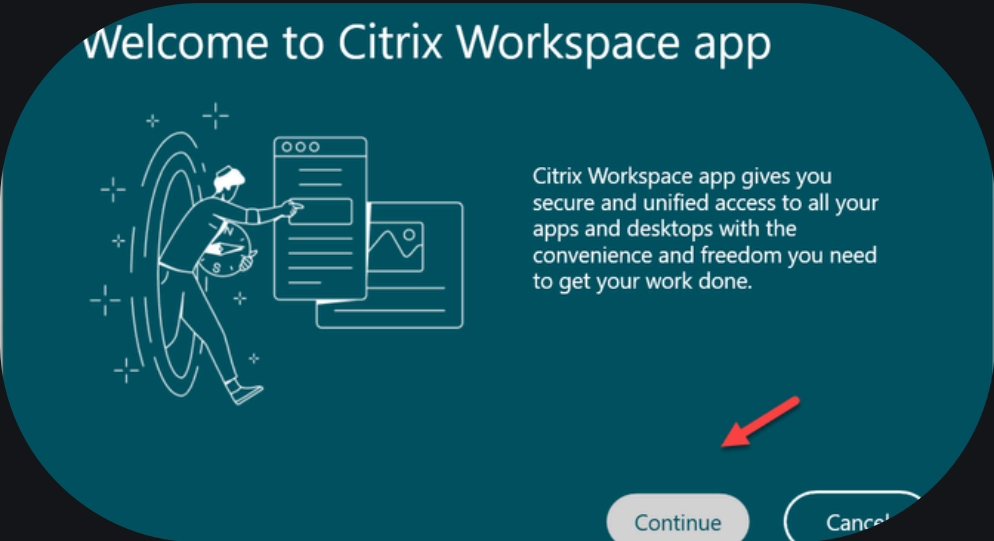 Welcome to Citrix Workspace app
Citrix Workspace app gives you
secure and unified access to all your
apps and desktops with the
convenience and freedom you need
to get your work done.
N
S
Continue
Cancel